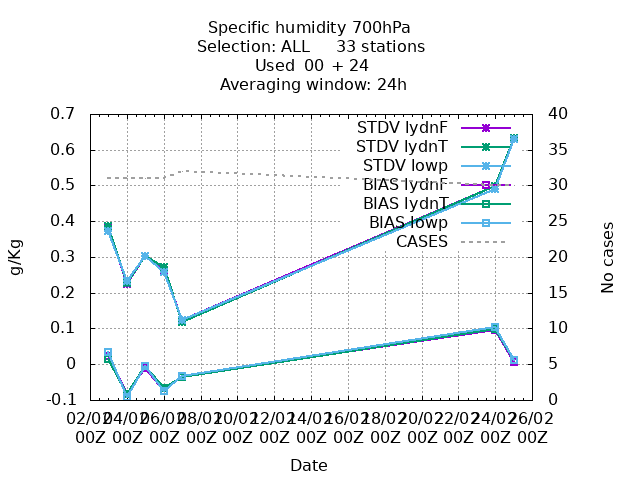 Specific humidity 700hPa
Selection: ALL 33 stations
Used 00 + 24
Averaging window: 24h
0.7 40
STDV lydnF
0.6 STDV lydnT 35
STDV lowp
0.5 BIAS lydnF 30
BIAS lydnT
0.4 BIAS lowp 25
CASES
0.3 20
0.2 15
0.1 10
0 5
-0.1 0
g/Kg
No cases
02/02 04/02 06/02 08/02 10/02 12/02 14/02 16/02 18/02 20/02 22/02 24/02 26/02
00Z 00Z 00Z 00Z 00Z 00Z 00Z 00Z 00Z 00Z 00Z 00Z 00Z
Date